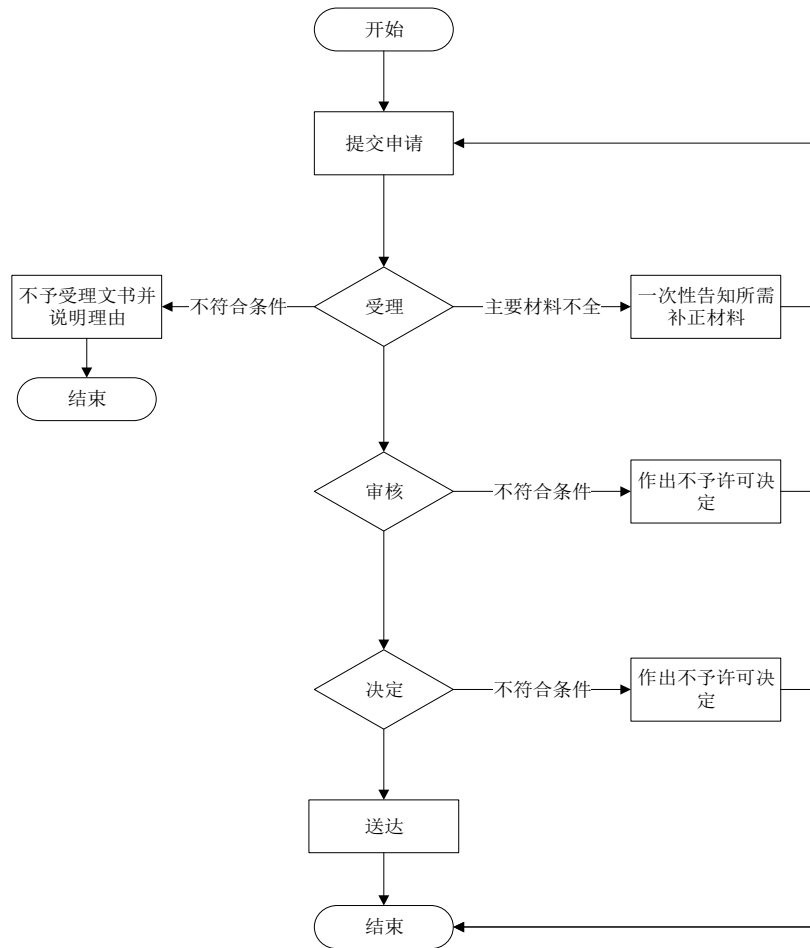 开始
提交申请
不予受理文书并
说明理由
不符合条件
受理
主要材料不全
一次性告知所需
补正材料
结束
审核
不符合条件
作出不予许可决
定
决定
不符合条件
作出不予许可决
定
送达
结束